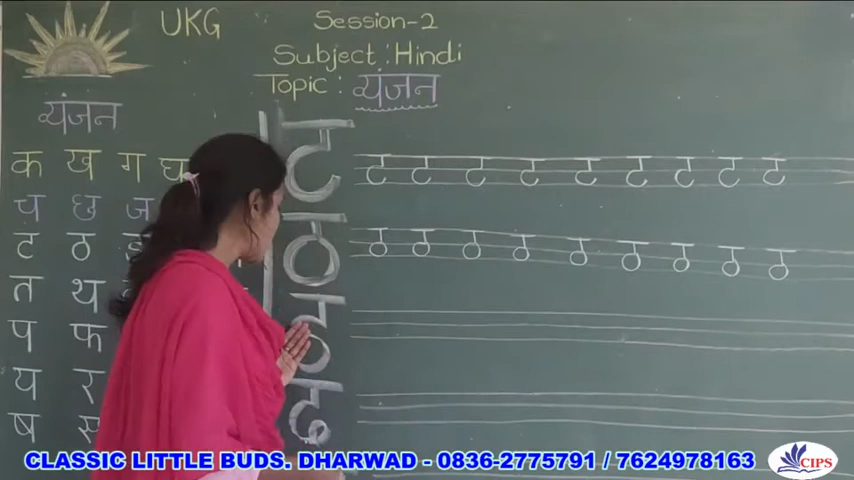 UKG
Session-2
Subject : Hindi
Topic : व्यंजन
व्यंजन
क ख ग घ
च छ ज
ट ठ ड
त थ
प फ
य र
ष स
ट ट ट ट ट ट ट ट ट ट
ठ ठ ठ ठ ठ ठ ठ ठ ठ ठ
ढ
CLASSIC LITTLE BUDS. DHARWAD - 0836-2775791 / 7624978163
CIPS